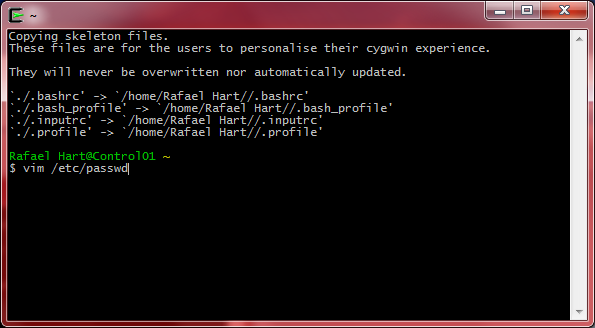 ~
Copying skeleton files.
These files are for the users to personalise their cygwin experience.
They will never be overwritten nor automatically updated.
`./.bashrc' -> `/home/Rafael Hart//.bashrc'
`./.bash_profile' -> `/home/Rafael Hart//.bash_profile'
`./.inputrc' -> `/home/Rafael Hart//.inputrc'
`./.profile' -> `/home/Rafael Hart//.profile'
Rafael Hart@Control01 ~
$ vim /etc/passwd